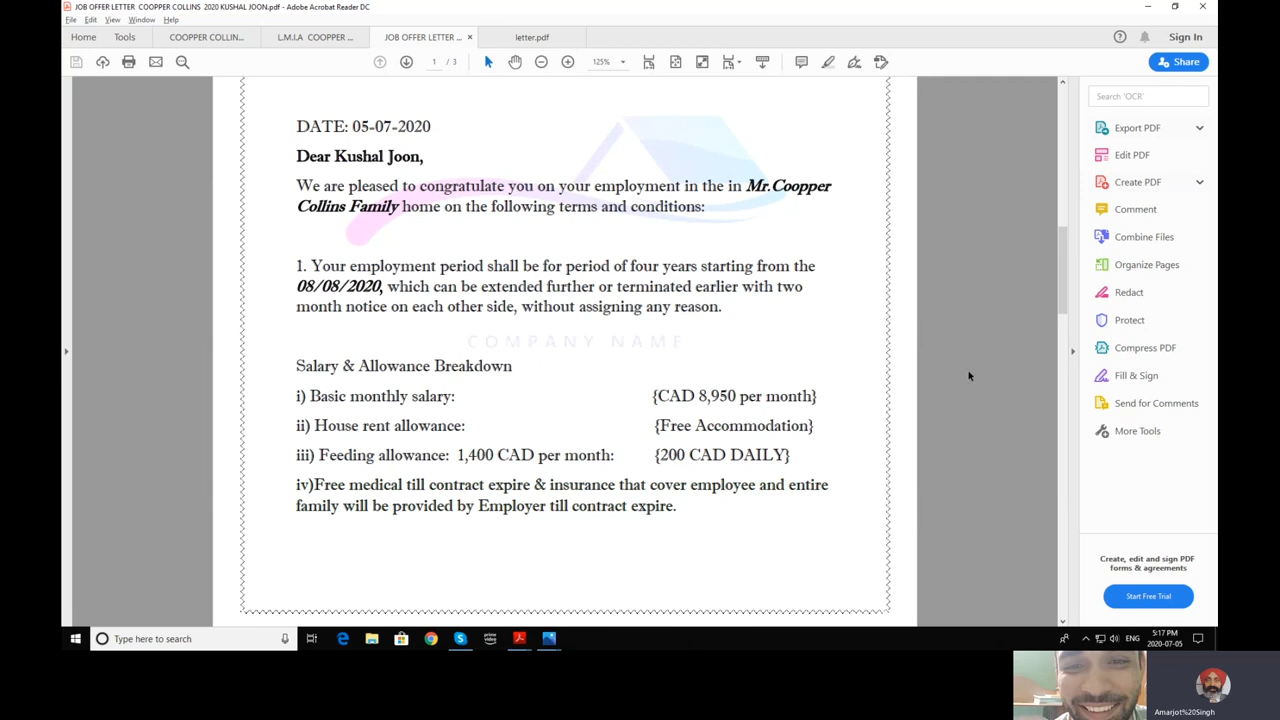 JOB OFFER LETTER COOPPER COLLINS 2020 KUSHAL JOON.pdf - Adobe Acrobat Reader DC
File Edit View Window Help
Home Tools COOPPER COLLIN... L.M.I.A COOPPER ... JOB OFFER LETTER ... × letter.pdf Sign In
1 / 3 125% Share
Search 'OCR'
Export PDF
Edit PDF
Create PDF
Comment
Combine Files
Organize Pages
Redact
Protect
Compress PDF
Fill & Sign
Send for Comments
More Tools
Create, edit and sign PDF
forms & agreements
Start Free Trial
DATE: 05-07-2020
Dear Kushal Joon,
We are pleased to congratulate you on your employment in the in Mr.Coopper
Collins Family home on the following terms and conditions:
1. Your employment period shall be for period of four years starting from the
08/08/2020, which can be extended further or terminated earlier with two
month notice on each other side, without assigning any reason.
COMPANY NAME
Salary & Allowance Breakdown
i) Basic monthly salary: {CAD 8,950 per month}
ii) House rent allowance: {Free Accommodation}
iii) Feeding allowance: 1,400 CAD per month: {200 CAD DAILY}
iv)Free medical till contract expire & insurance that cover employee and entire
family will be provided by Employer till contract expire.
Type here to search
prime video
ENG
5:17 PM
2020-07-05
Amarjot%20Singh